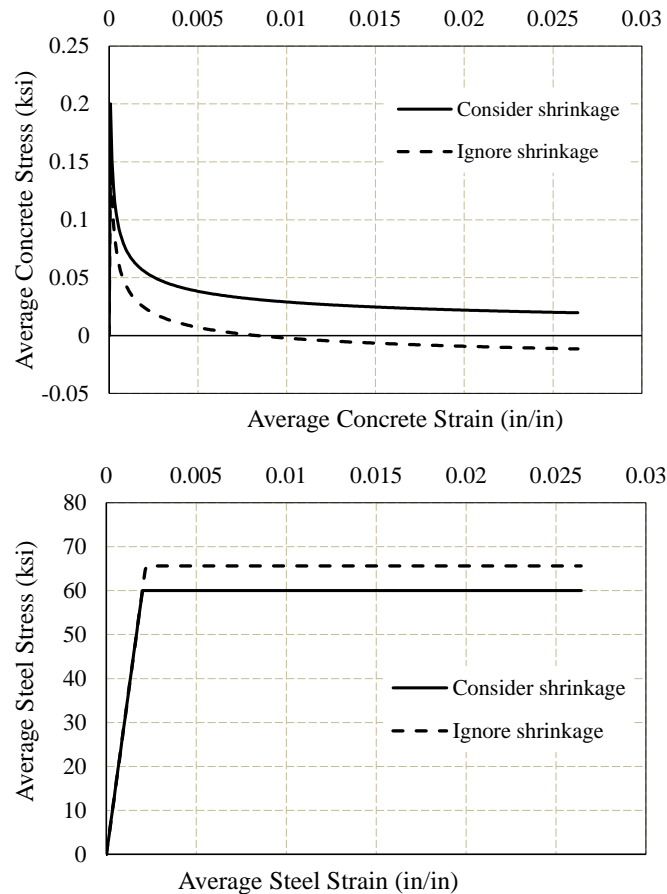 0 0.005 0.01 0.015 0.02 0.025 0.03
0.25
0.2
0.15
0.1
0.05
0
-0.05
Average Concrete Stress (ksi)
Consider shrinkage
Ignore shrinkage
Average Concrete Strain (in/in)
0 0.005 0.01 0.015 0.02 0.025 0.03
80
70
60
50
40
30
20
10
0
Average Steel Stress (ksi)
Consider shrinkage
Ignore shrinkage
Average Steel Strain (in/in)